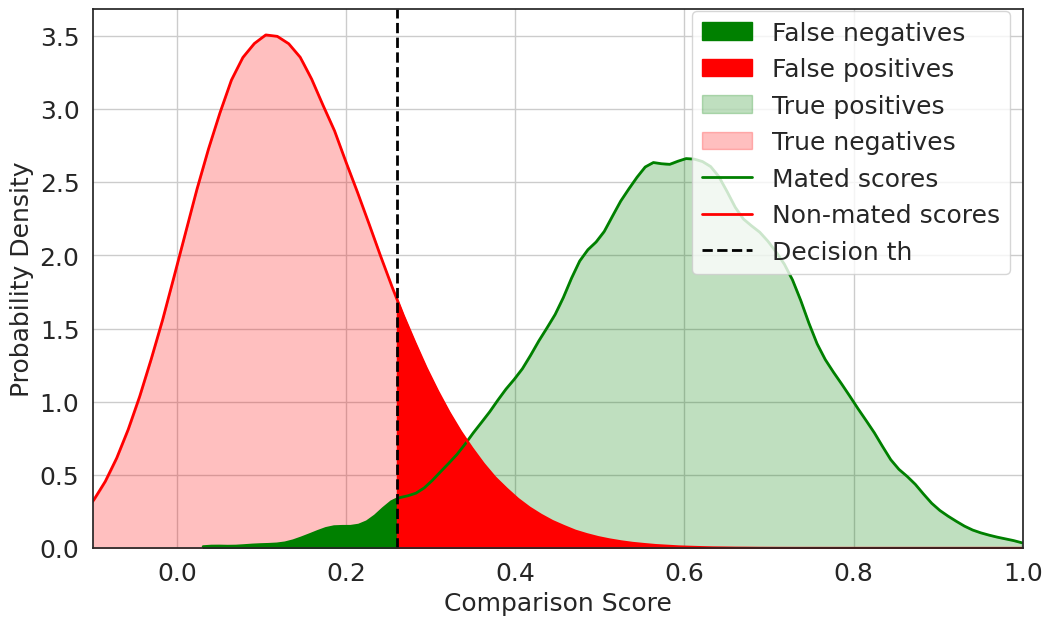 False negatives
False positives
True positives
True negatives
Mated scores
Non-mated scores
Decision th
Probability Density
3.5
3.0
2.5
2.0
1.5
1.0
0.5
0.0
0.0 0.2 0.4 0.6 0.8 1.0
Comparison Score